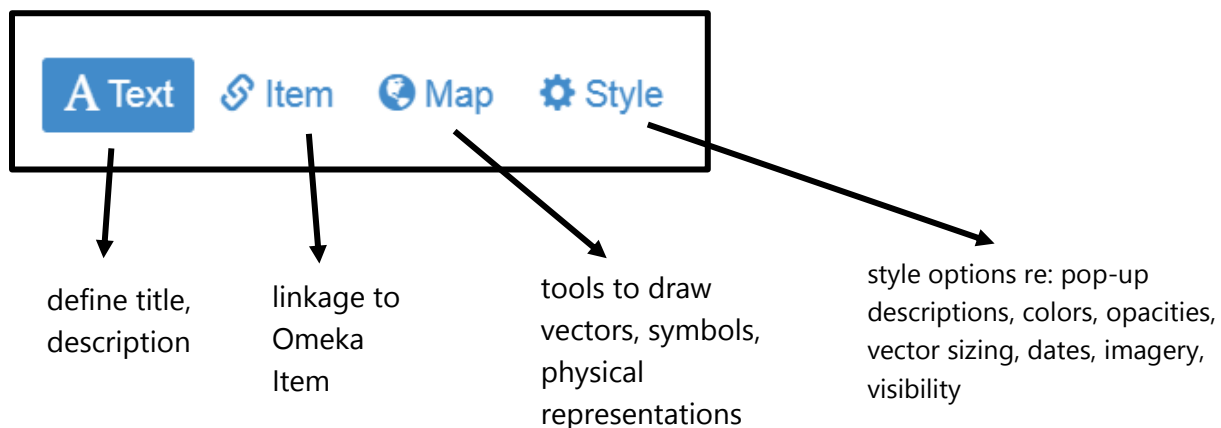 A Text Item Map Style
define title,
description
linkage to
Omeka
Item
tools to draw
vectors, symbols,
physical
representations
style options re: pop-up
descriptions, colors, opacities,
vector sizing, dates, imagery,
visibility